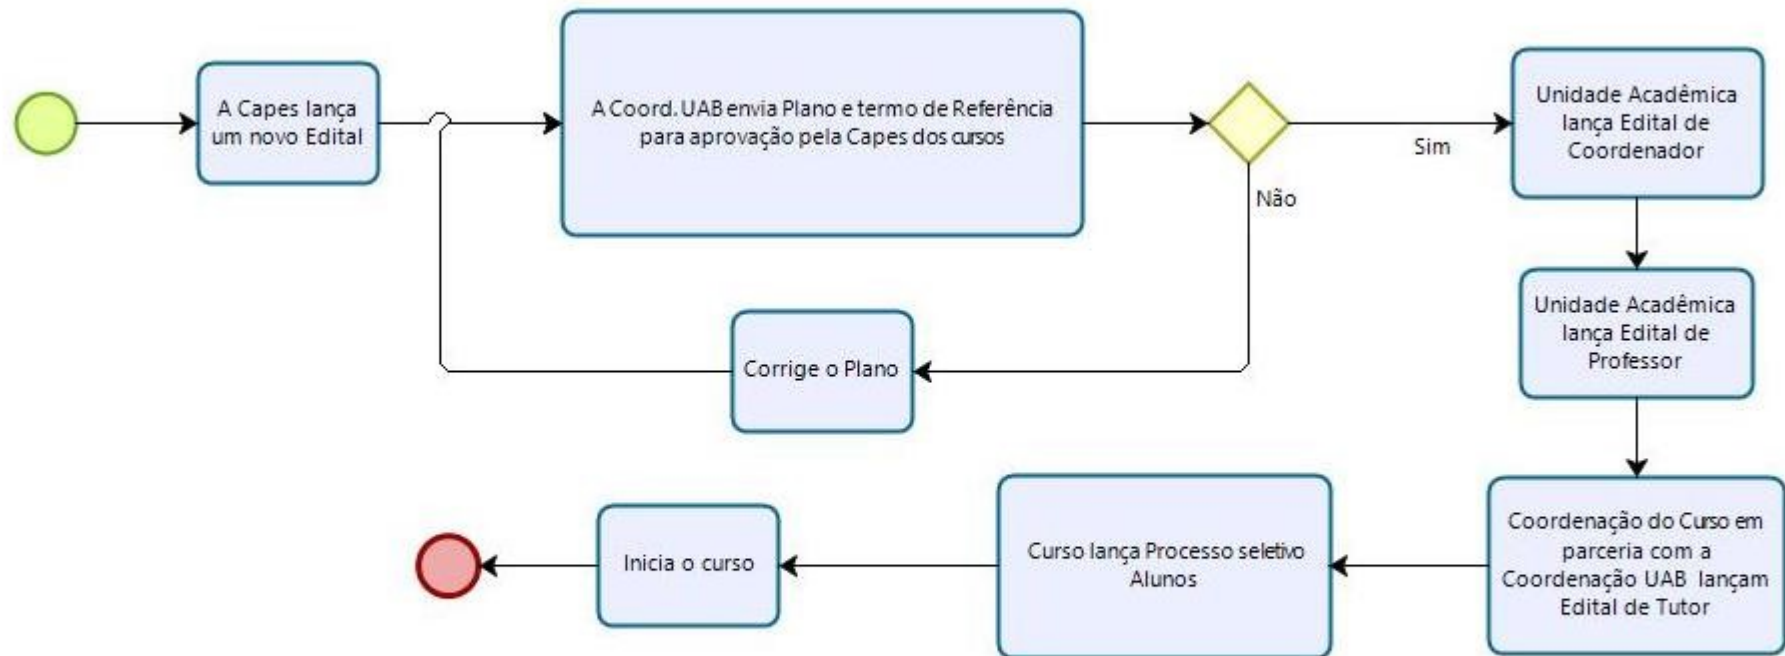 A Capes lança
um novo Edital
A Coord. UAB envia Plano e termo de Referência
para aprovação pela Capes dos cursos
Sim
Não
Unidade Acadêmica
lança Edital de
Coordenador
Unidade Acadêmica
lança Edital de
Professor
Corrige o Plano
Coordenação do Curso em
parceria com a
Coordenação UAB lançam
Edital de Tutor
Curso lança Processo seletivo
Alunos
Inicia o curso